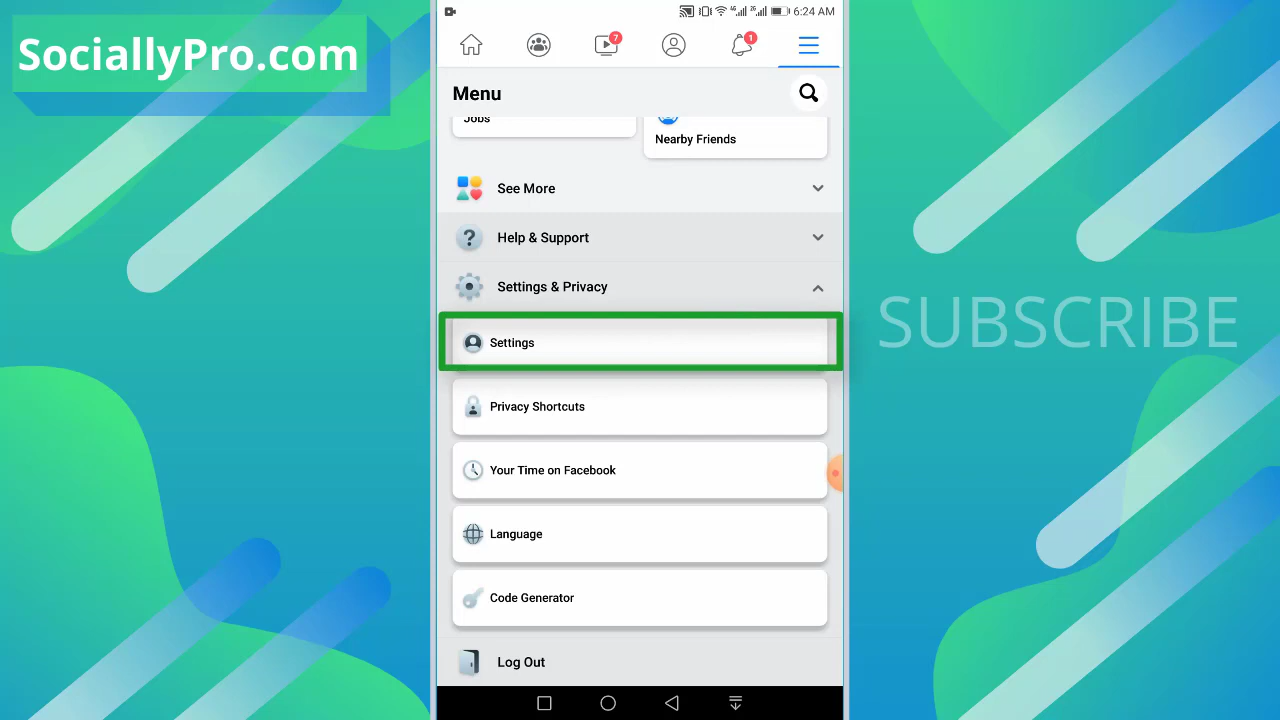 SociallyPro.com
6:24 AM
7
1
Menu
Jobs
Nearby Friends
See More
Help & Support
Settings & Privacy
Settings
Privacy Shortcuts
Your Time on Facebook
Language
Code Generator
Log Out
SUBSCRIBE